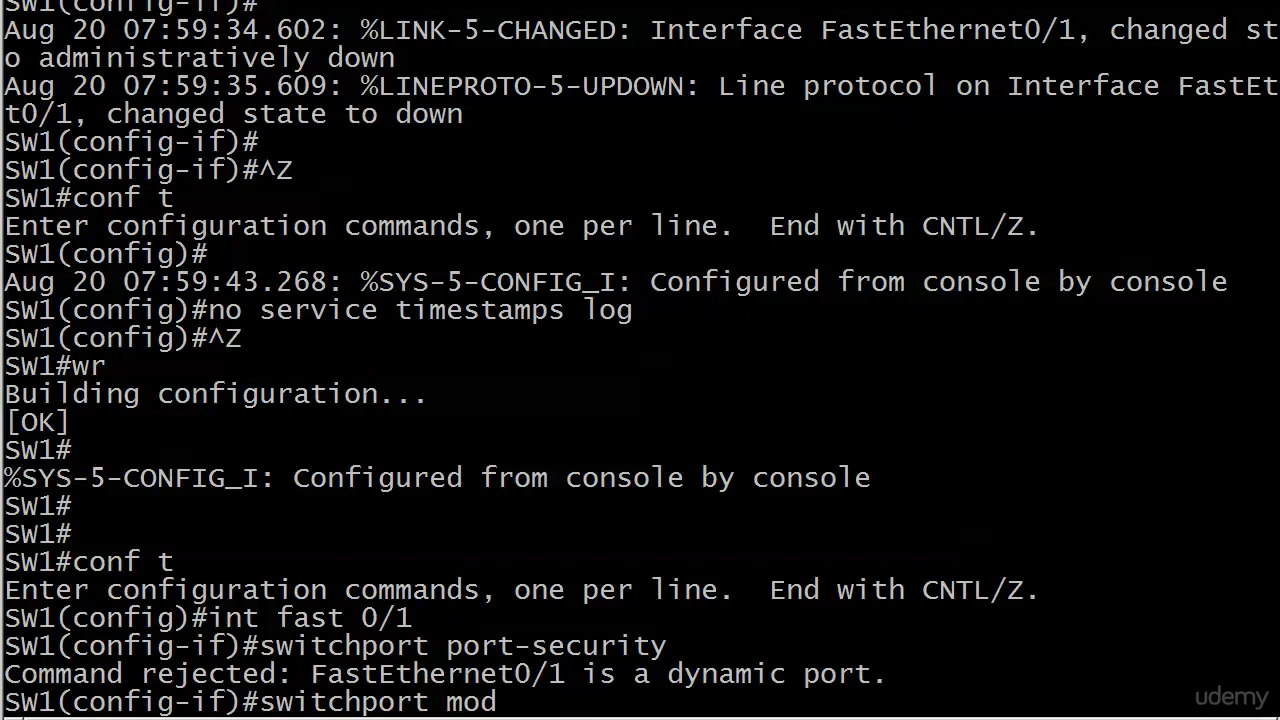 SW1(config-if)#
Aug 20 07:59:34.602: %LINK-5-CHANGED: Interface FastEthernet0/1, changed st
o administratively down
Aug 20 07:59:35.609: %LINEPROTO-5-UPDOWN: Line protocol on Interface FastEt
t0/1, changed state to down
SW1(config-if)#
SW1(config-if)#^Z
SW1#conf t
Enter configuration commands, one per line.  End with CNTL/Z.
SW1(config)#
Aug 20 07:59:43.268: %SYS-5-CONFIG_I: Configured from console by console
SW1(config)#no service timestamps log
SW1(config)#^Z
SW1#wr
Building configuration...
[OK]
SW1#
%SYS-5-CONFIG_I: Configured from console by console
SW1#
SW1#
SW1#conf t
Enter configuration commands, one per line.  End with CNTL/Z.
SW1(config)#int fast 0/1
SW1(config-if)#switchport port-security
Command rejected: FastEthernet0/1 is a dynamic port.
SW1(config-if)#switchport mod
udemy